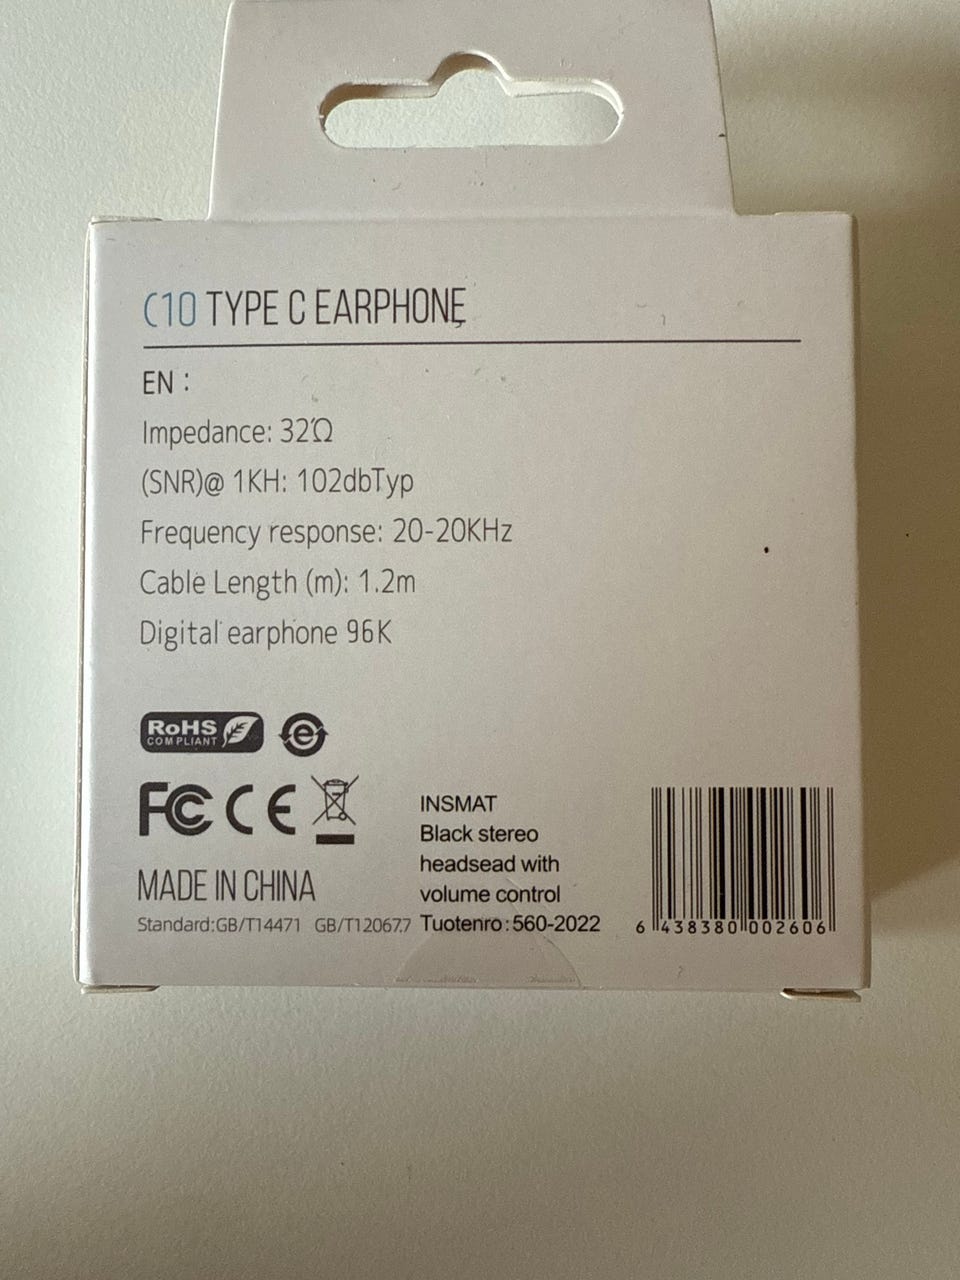 C10 TYPE C EARPHONE
EN :
Impedance: 32Ω
(SNR)@ 1KH: 102dbTyp
Frequency response: 20-20KHz
Cable Length (m): 1.2m
Digital earphone 96K
RoHS
COMPLIANT
e
FC CE
MADE IN CHINA
Standard:GB/T14471 GB/T12067.7
INSMAT
Black stereo
headsead with
volume control
Tuotenro:560-2022
6 438380 002606